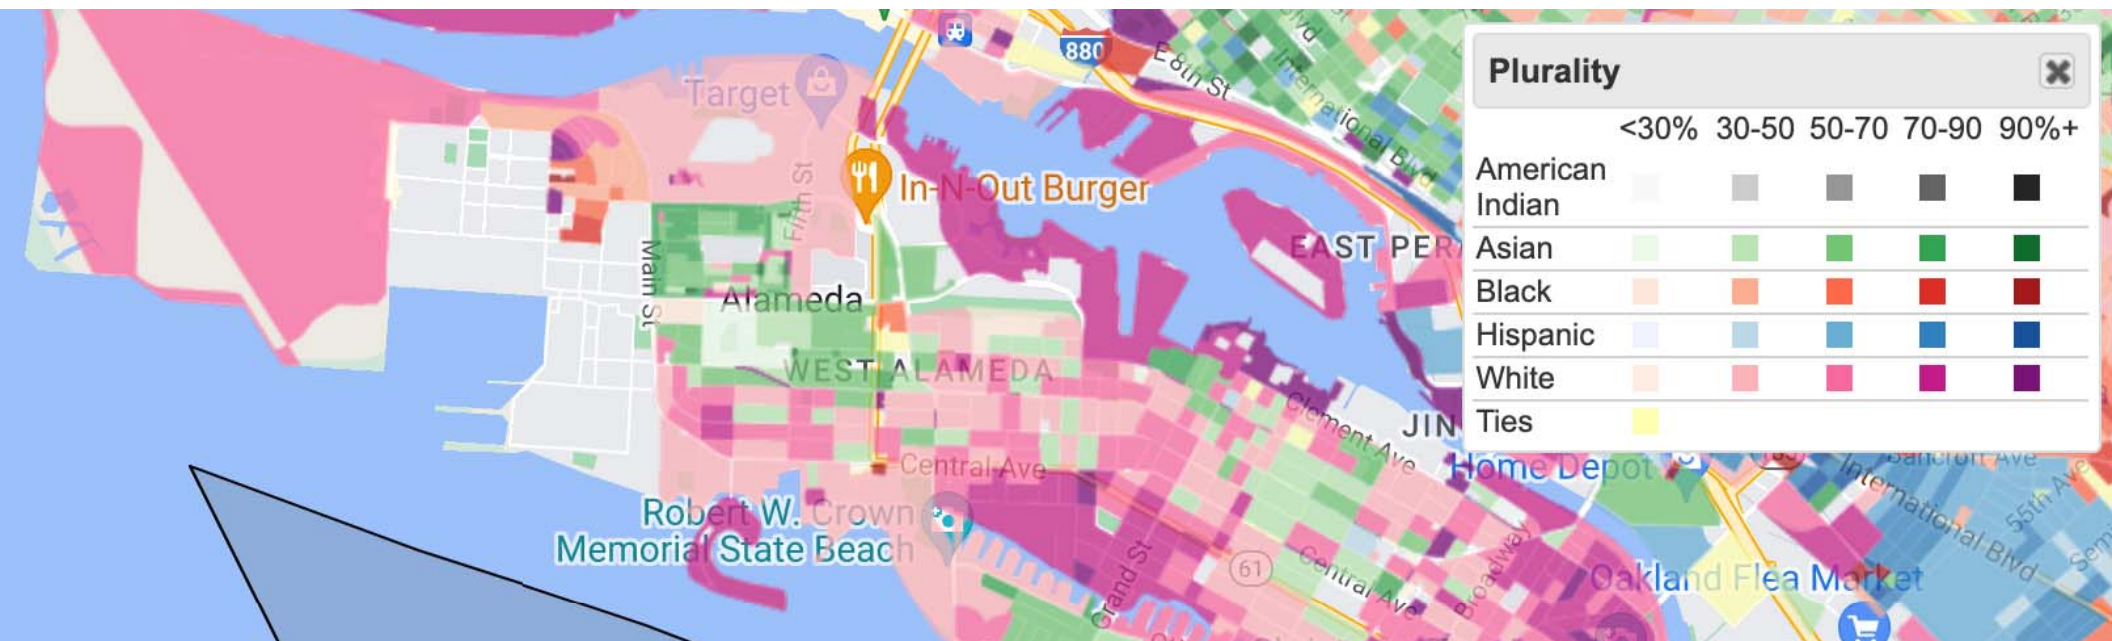 880
E 8th St
lvd
International Blvd
Target
Fifth St
In-N-Out Burger
EAST PER
Main St
Alameda
WEST ALAMEDA
Clement Ave
JIN
Central Ave
Home Depot
Robert W. Crown
Memorial State Beach
Grand St
61
Central Ave
Broadway
Bancroft Ave
International Blvd
55th Ave
Sem
Oakland Flea Market
Plurality
<30% 30-50 50-70 70-90 90%+
American
Indian
Asian
Black
Hispanic
White
Ties